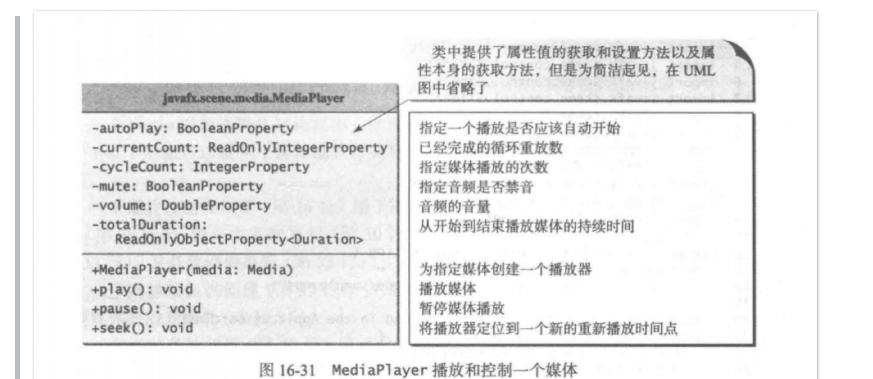 类中提供了属性值的获取和设置方法以及属
性本身的获取方法，但是为简洁起见，在 UML
图中省略了
javafx.scene.media.MediaPlayer
-autoPlay: BooleanProperty
-currentCount: ReadOnlyIntegerProperty
-cycleCount: IntegerProperty
-mute: BooleanProperty
-volume: DoubleProperty
-totalDuration:
ReadOnlyObjectProperty<Duration>
指定一个播放是否应该自动开始
已经完成的循环重放数
指定媒体播放的次数
指定音频是否禁音
音频的音量
从开始到结束播放媒体的持续时间
+MediaPlayer(media: Media)
+play(): void
+pause(): void
+seek(): void
为指定媒体创建一个播放器
播放媒体
暂停媒体播放
将播放器定位到一个新的重新播放时间点
图 16-31 MediaPlayer 播放和控制一个媒体